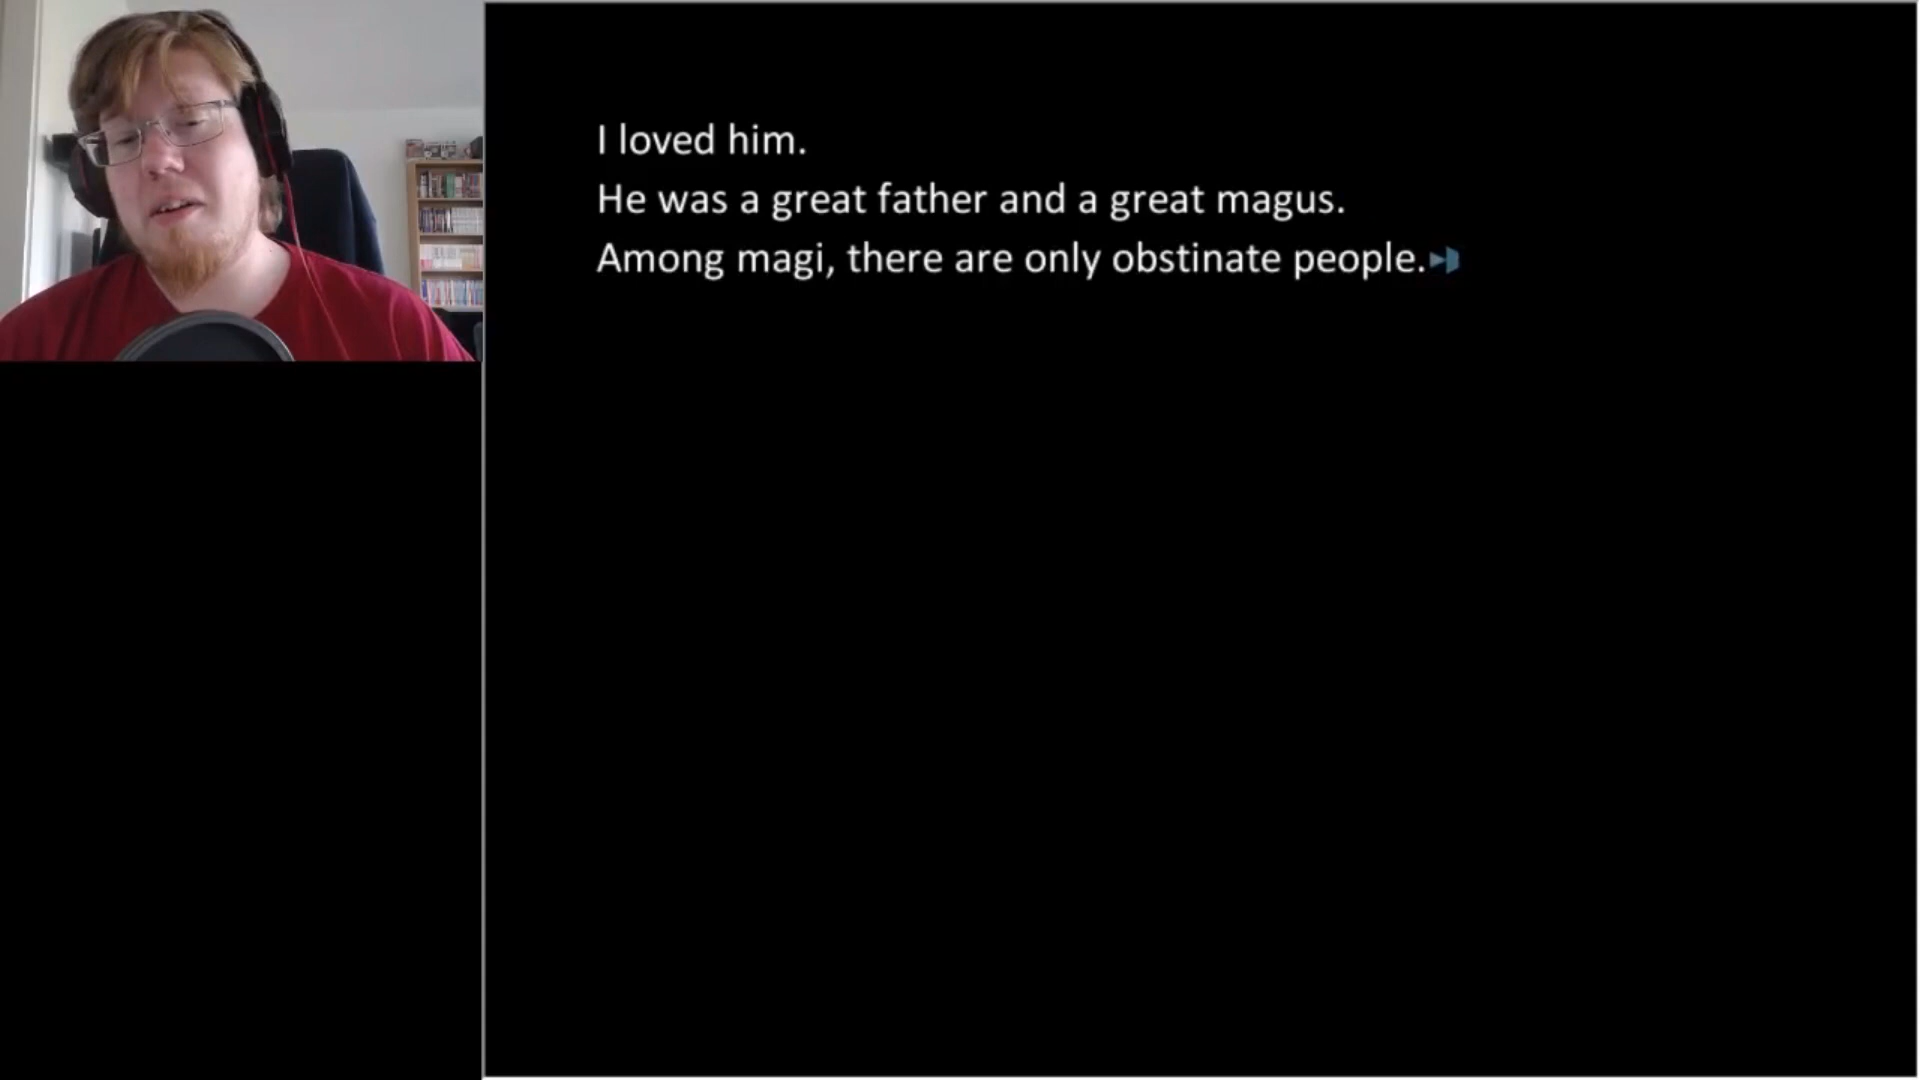 I loved him.
He was a great father and a great magus.
Among magi, there are only obstinate people.